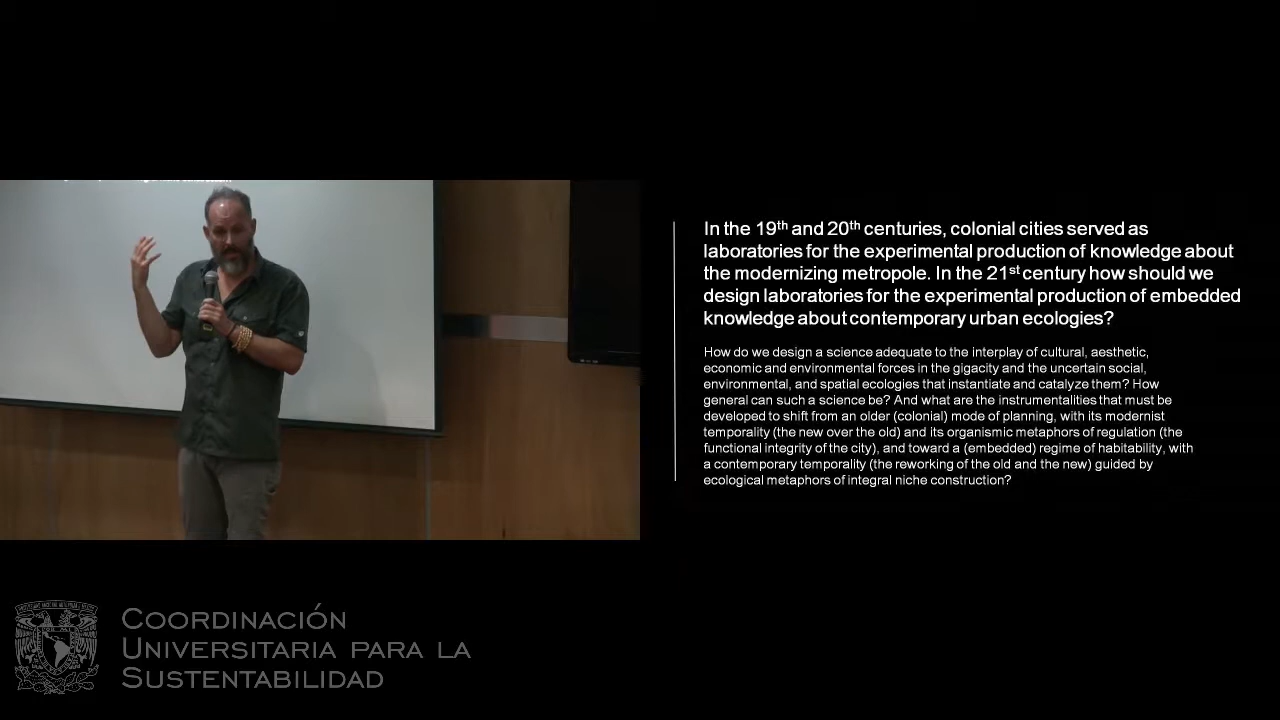 In the 19th and 20th centuries, colonial cities served as
laboratories for the experimental production of knowledge about
the modernizing metropole. In the 21st century how should we
design laboratories for the experimental production of embedded
knowledge about contemporary urban ecologies?
How do we design a science adequate to the interplay of cultural, aesthetic,
economic and environmental forces in the gigacity and the uncertain social,
environmental, and spatial ecologies that instantiate and catalyze them? How
general can such a science be? And what are the instrumentalities that must be
developed to shift from an older (colonial) mode of planning, with its modernist
temporality (the new over the old) and its organismic metaphors of regulation (the
functional integrity of the city), and toward a (embedded) regime of habitability, with
a contemporary temporality (the reworking of the old and the new) guided by
ecological metaphors of integral niche construction?
COORDINACIÓN
UNIVERSITARIA PARA LA
SUSTENTABILIDAD